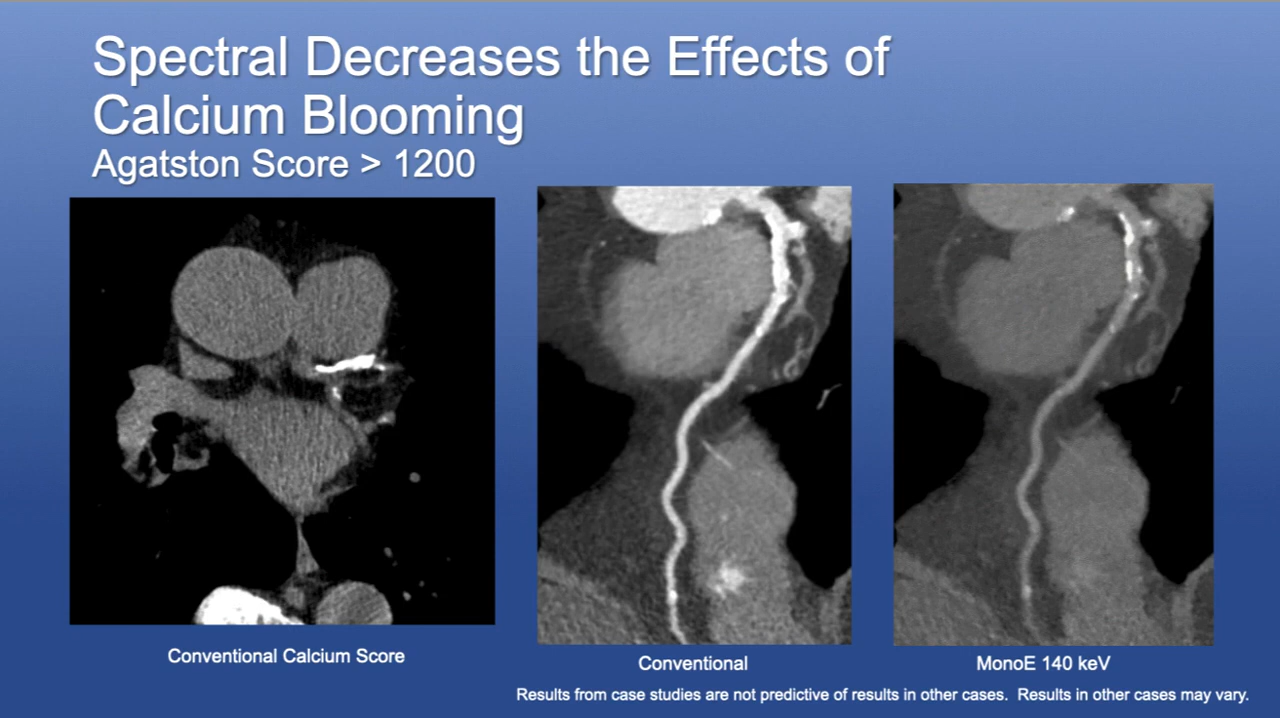 Spectral Decreases the Effects of
Calcium Blooming
Agatston Score > 1200
Conventional Calcium Score
Conventional
MonoE 140 keV
Results from case studies are not predictive of results in other cases.  Results in other cases may vary.